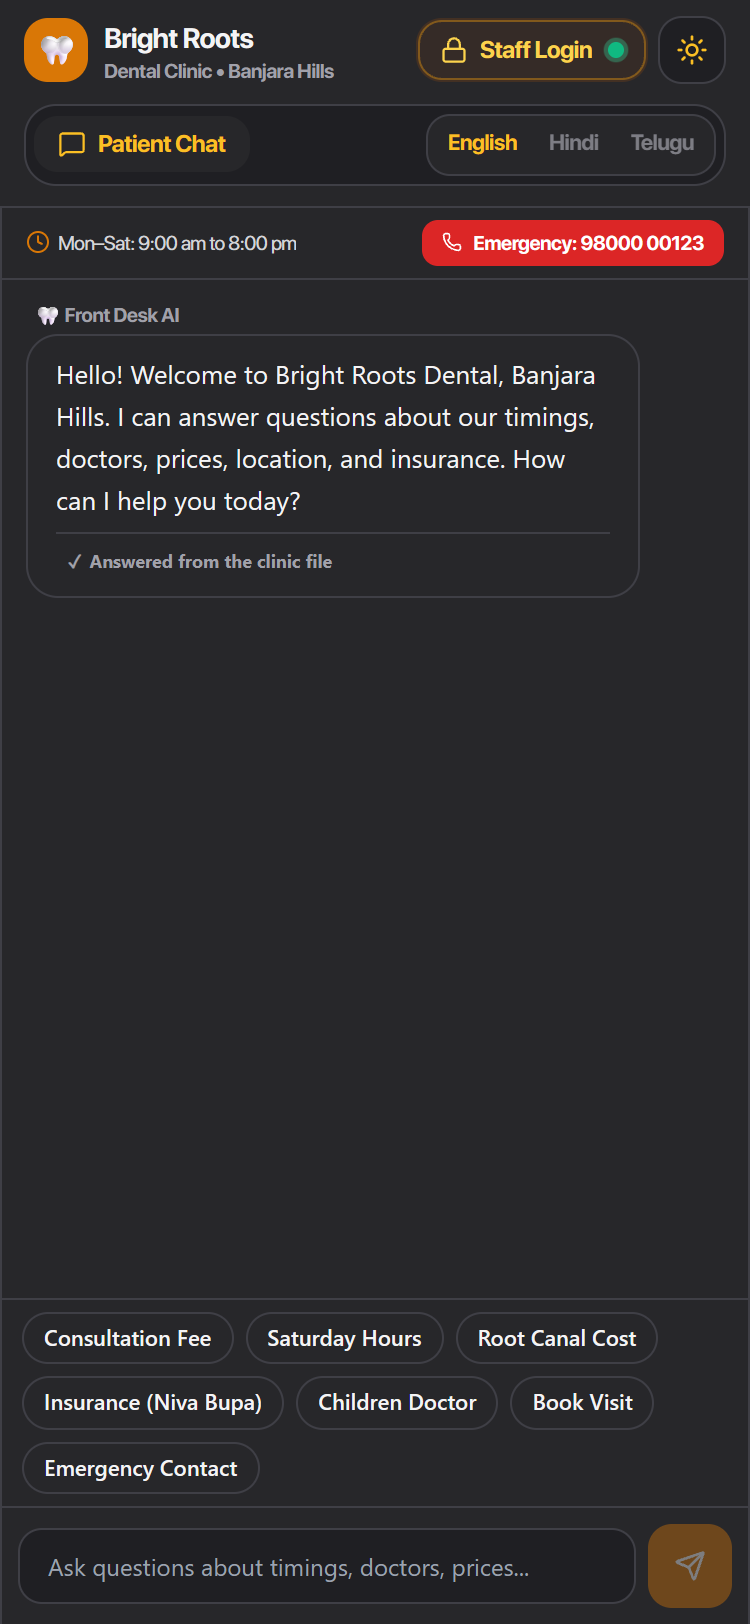 Bright Roots
Dental Clinic • Banjara Hills
Staff Login
Patient Chat
English
Hindi
Telugu
Mon–Sat: 9:00 am to 8:00 pm
Emergency: 98000 00123
Front Desk AI
Hello! Welcome to Bright Roots Dental, Banjara
Hills. I can answer questions about our timings,
doctors, prices, location, and insurance. How
can I help you today?
✓ Answered from the clinic file
Consultation Fee
Saturday Hours
Root Canal Cost
Insurance (Niva Bupa)
Children Doctor
Book Visit
Emergency Contact
Ask questions about timings, doctors, prices...